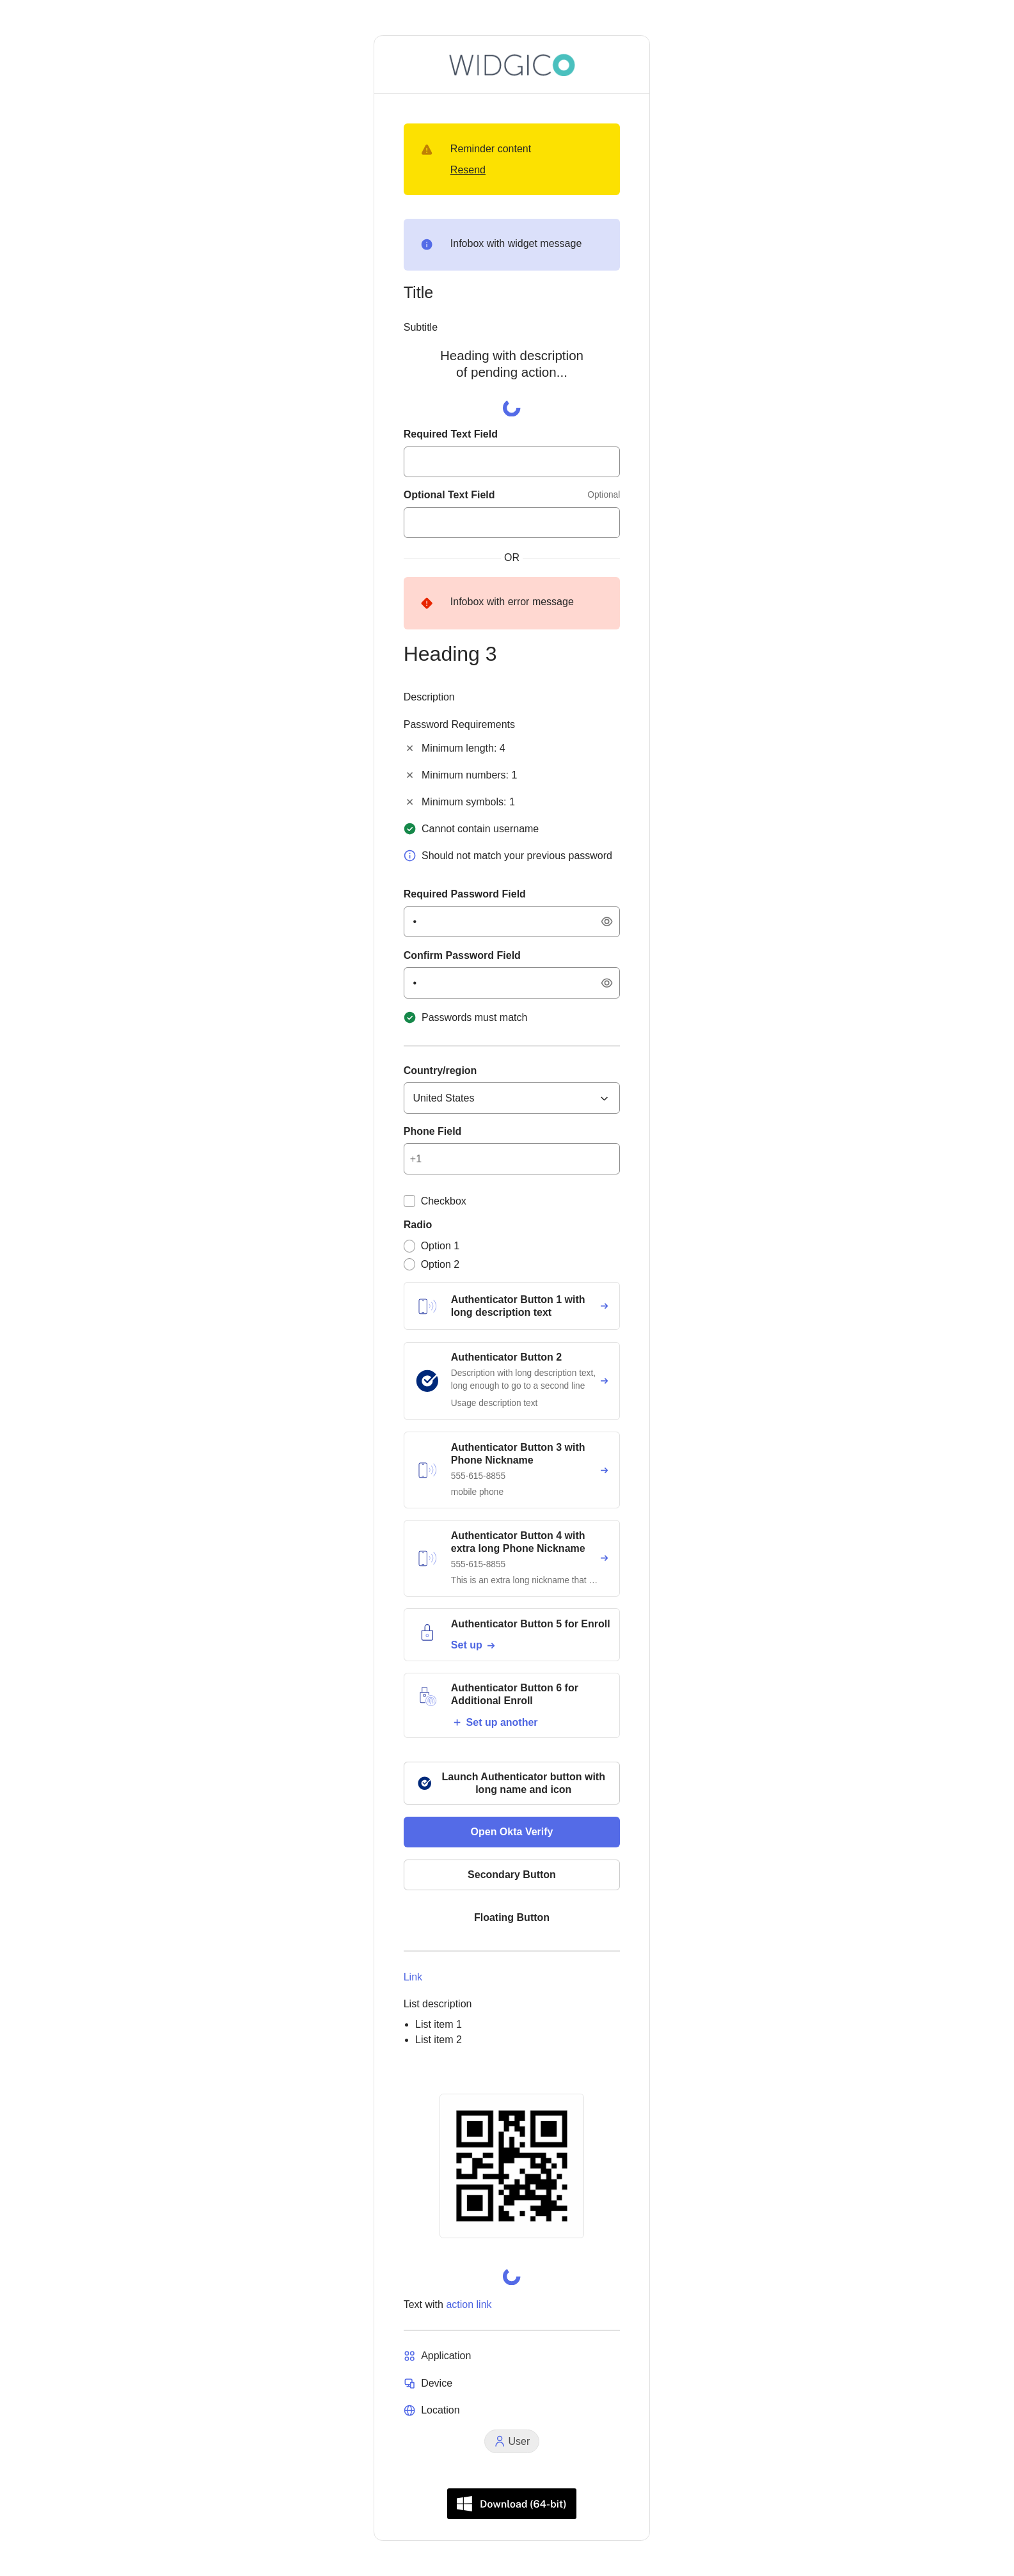 WIDGICO
Reminder content
Resend
Infobox with widget message
Title
Subtitle
Heading with description
of pending action...
Required Text Field
Optional Text Field Optional
OR
Infobox with error message
Heading 3
Description
Password Requirements
Minimum length: 4
Minimum numbers: 1
Minimum symbols: 1
Cannot contain username
Should not match your previous password
Required Password Field
Confirm Password Field
Passwords must match
Country/region
United States
Phone Field
+1
Checkbox
Radio
Option 1
Option 2
Authenticator Button 1 with
long description text
Authenticator Button 2
Description with long description text,
long enough to go to a second line
Usage description text
Authenticator Button 3 with
Phone Nickname
555-615-8855
mobile phone
Authenticator Button 4 with
extra long Phone Nickname
555-615-8855
This is an extra long nickname that …
Authenticator Button 5 for Enroll
Set up
Authenticator Button 6 for
Additional Enroll
Set up another
Launch Authenticator button with
long name and icon
Open Okta Verify
Secondary Button
Floating Button
Link
List description
• List item 1
• List item 2
Text with action link
Application
Device
Location
User
Download (64-bit)